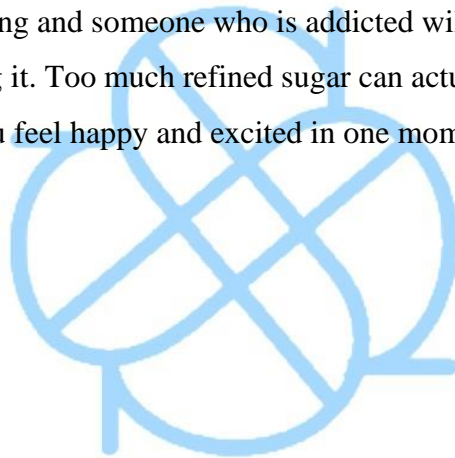 and someone who is addicted wi
it. Too much refined sugar can actu
feel happy and excited in one mom